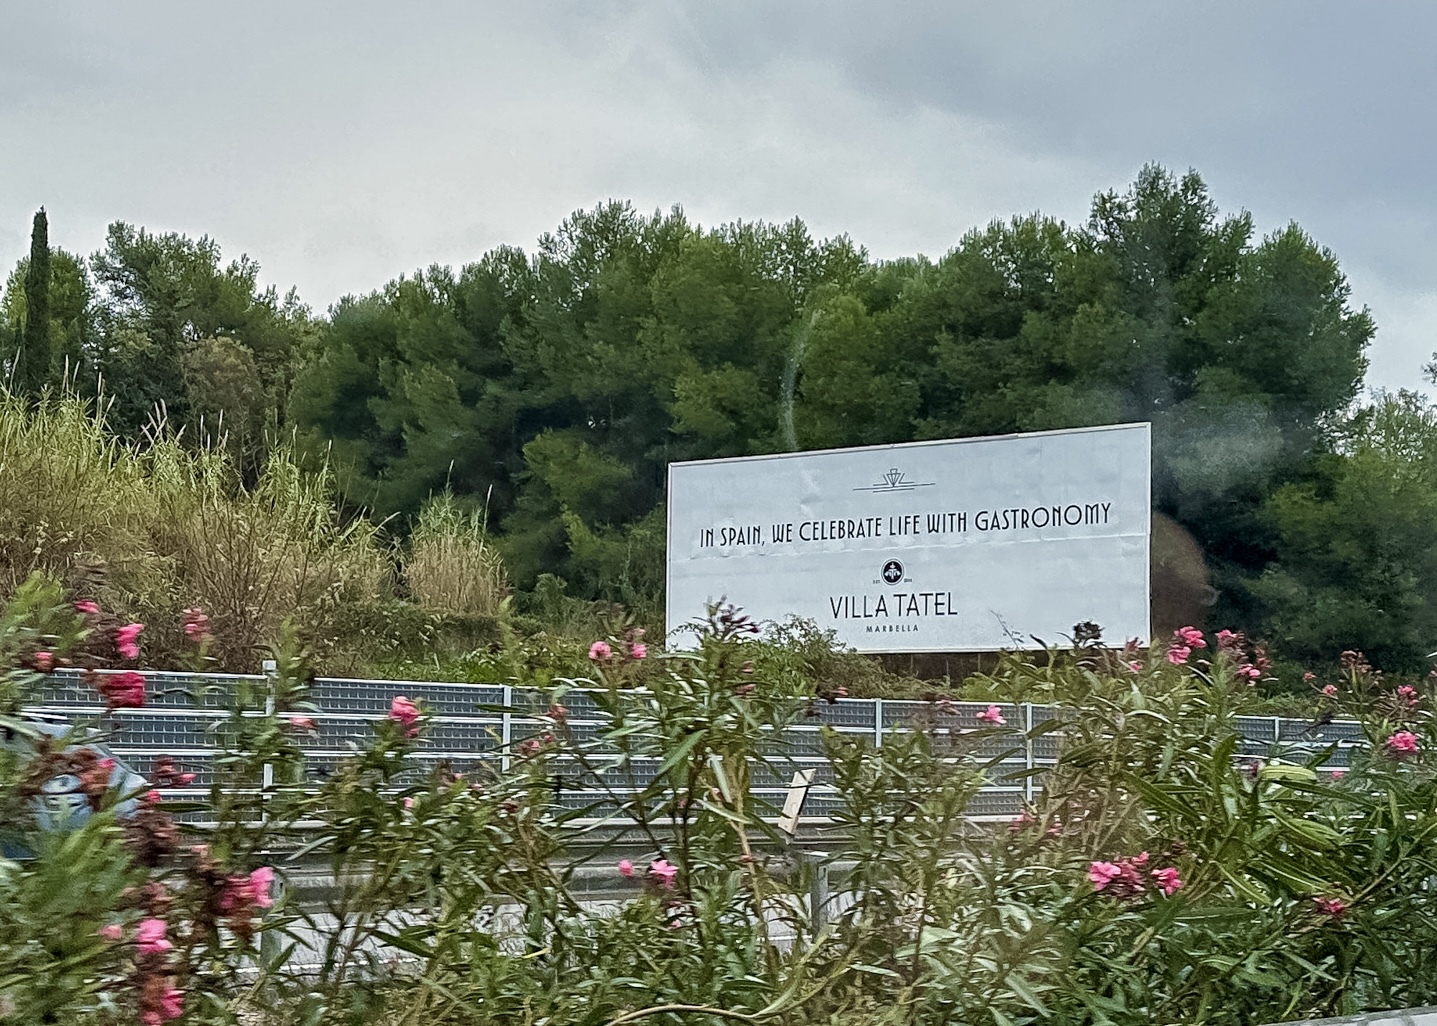 IN SPAIN, WE CELEBRATE LIFE WITH GASTRONOMY
VILLA TATEL
MARBELLA